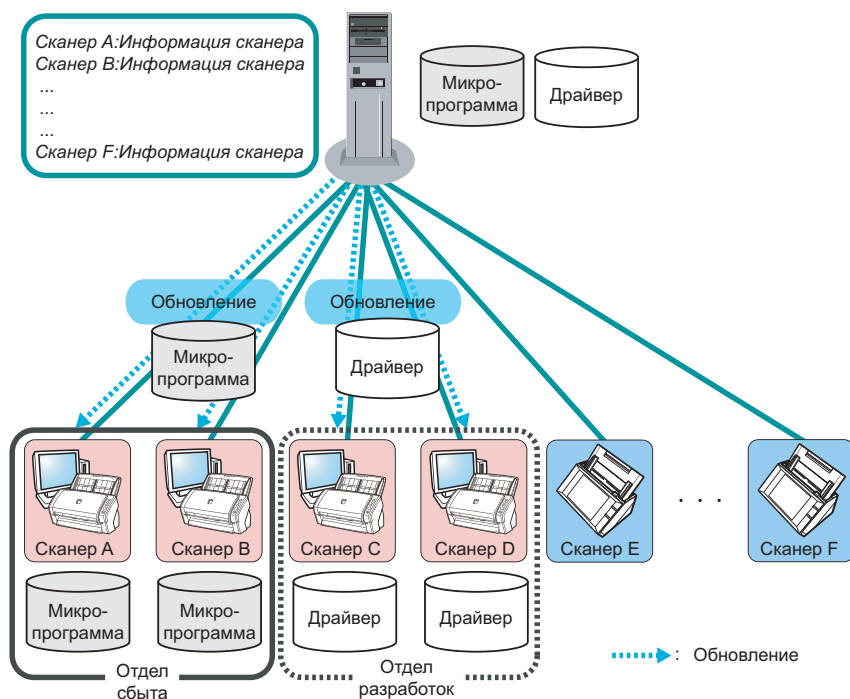 Сканер A:Информация сканера
Сканер B:Информация сканера
...
...
...
Сканер F:Информация сканера
Микро-
программа
Драйвер
Обновление
Обновление
Микро-
программа
Драйвер
Сканер A
Сканер B
Сканер C
Сканер D
Сканер E
. . .
Сканер F
Микро-
программа
Микро-
программа
Драйвер
Драйвер
Отдел
сбыта
Отдел
разработок
: Обновление